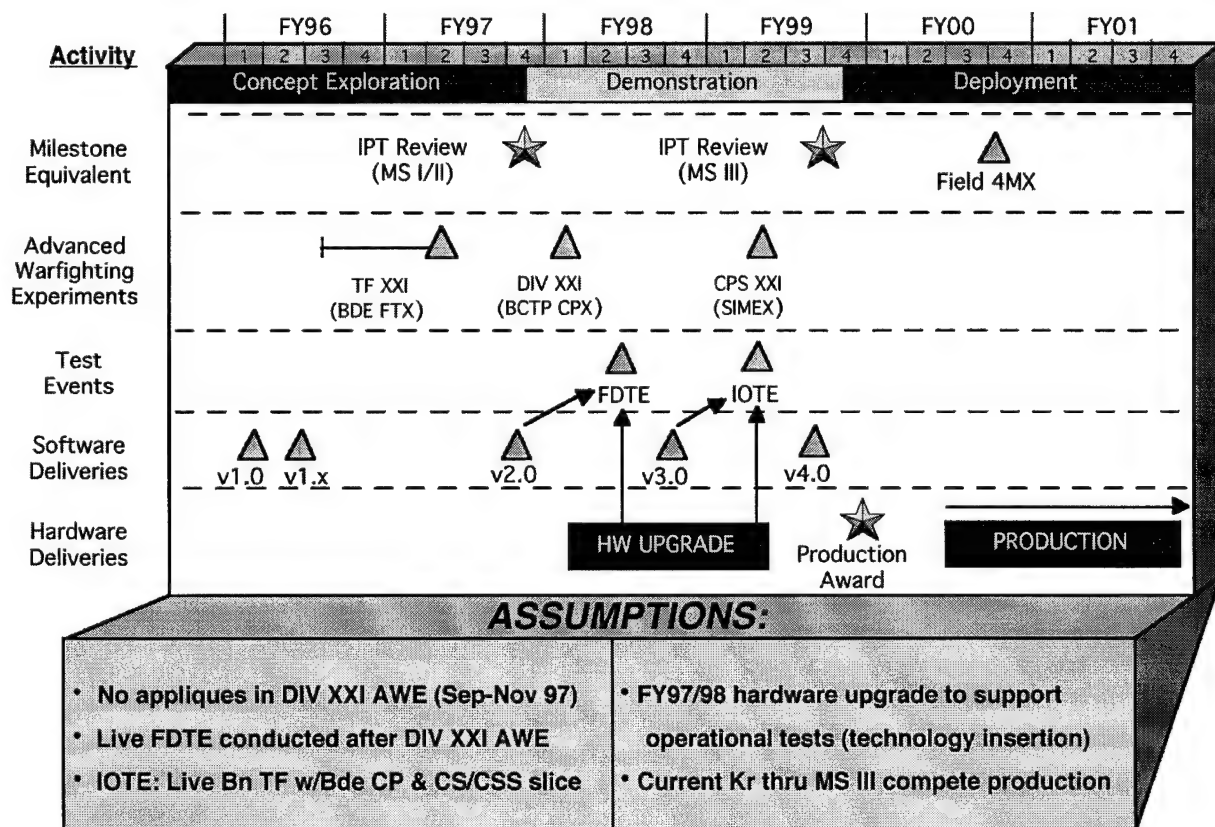 FY96 FY97 FY98 FY99 FY00 FY01
Activity
1 2 3 4 1 2 3 4 1 2 3 4 1 2 3 4 1 2 3 4 1 2 3 4
Concept Exploration Demonstration Deployment
Milestone
Equivalent
IPT Review
(MS I/II)
IPT Review
(MS III)
Field 4MX
Advanced
Warfighting
Experiments
TF XXI
(BDE FTX)
DIV XXI
(BCTP CPX)
CPS XXI
(SIMEX)
Test
Events
FDTE
IOTE
Software
Deliveries
v1.0 v1.x v2.0 v3.0 v4.0
Hardware
Deliveries
HW UPGRADE
Production
Award
PRODUCTION
ASSUMPTIONS:
• No appliques in DIV XXI AWE (Sep-Nov 97)
• Live FDTE conducted after DIV XXI AWE
• IOTE: Live Bn TF w/Bde CP & CS/CSS slice
• FY97/98 hardware upgrade to support
operational tests (technology insertion)
• Current Kr thru MS III compete production